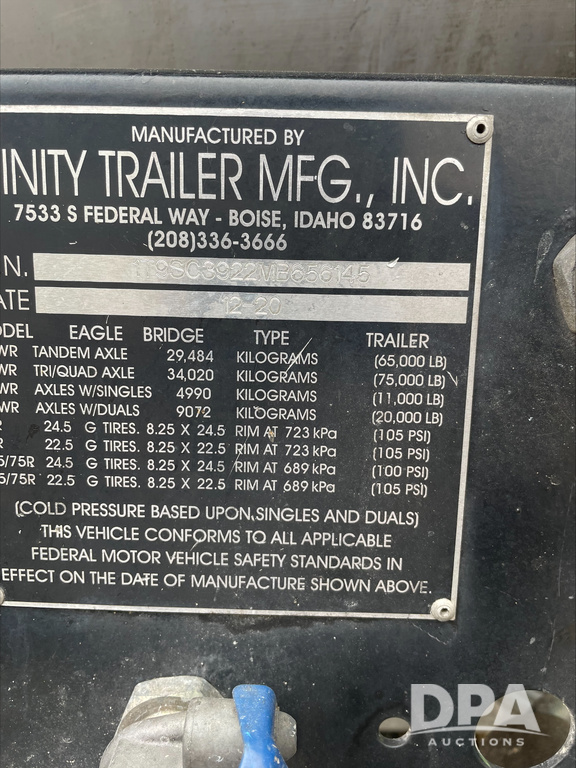 MANUFACTURED BY
INITY TRAILER MFG., INC.
7533 S FEDERAL WAY - BOISE, IDAHO 83716
(208)336-3666
N. 1T9SC3922MB656145
ATE 12-20
ODEL EAGLE BRIDGE TYPE TRAILER
WR TANDEM AXLE 29,484 KILOGRAMS (65,000 LB)
WR TRI/QUAD AXLE 34,020 KILOGRAMS (75,000 LB)
WR AXLES W/SINGLES 4990 KILOGRAMS (11,000 LB)
WR AXLES W/DUALS 9072 KILOGRAMS (20,000 LB)
R 24.5 G TIRES. 8.25 X 24.5 RIM AT 723 kPa (105 PSI)
R 22.5 G TIRES. 8.25 X 22.5 RIM AT 723 kPa (105 PSI)
5/75R 24.5 G TIRES. 8.25 X 24.5 RIM AT 689 kPa (100 PSI)
5/75R 22.5 G TIRES. 8.25 X 22.5 RIM AT 689 kPa (105 PSI)
(COLD PRESSURE BASED UPON,SINGLES AND DUALS)
THIS VEHICLE CONFORMS TO ALL APPLICABLE
FEDERAL MOTOR VEHICLE SAFETY STANDARDS IN
EFFECT ON THE DATE OF MANUFACTURE SHOWN ABOVE.
DPA
AUCTIONS